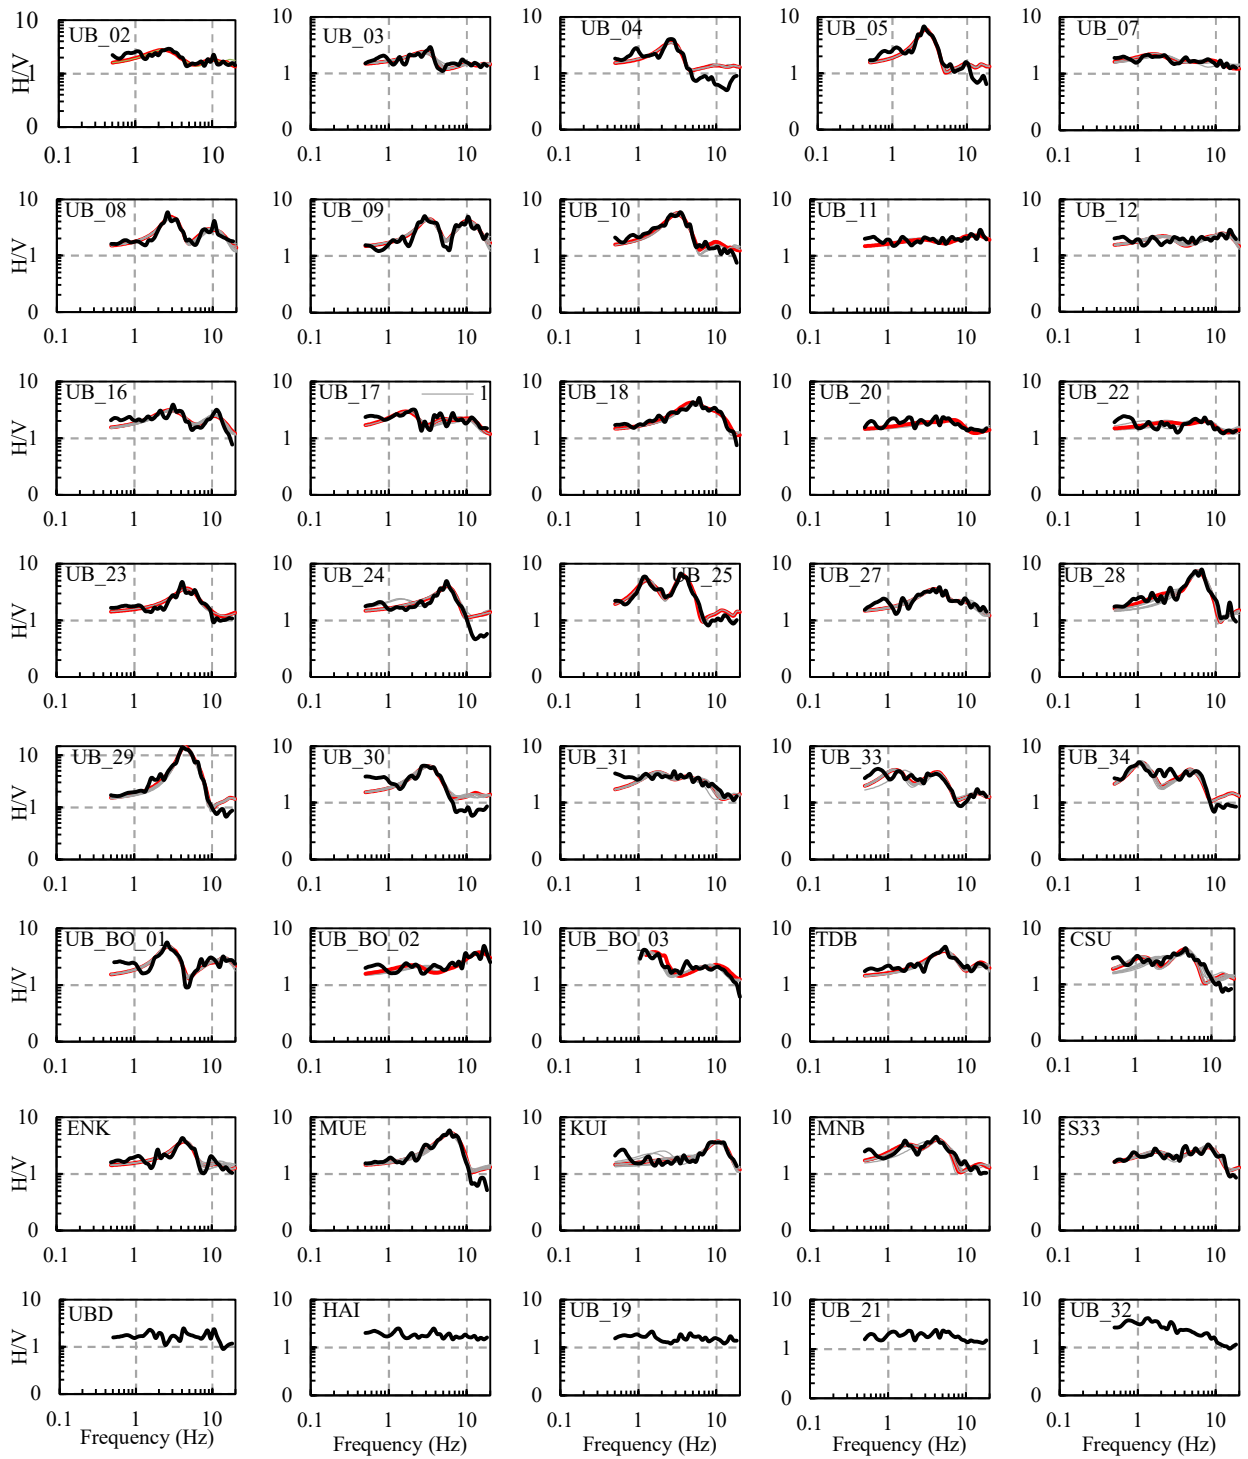 10 10 10 10 10
UB_02 UB_03 UB_04 UB_05 UB_07
H/V 1 1 1 1 1
0 0 0 0 0
0.1 1 10 0.1 1 10 0.1 1 10 0.1 1 10 0.1 1 10
10 10 10 10 10
UB_08 UB_09 UB_10 UB_11 UB_12
H/V 1 1 1 1 1
0 0 0 0 0
0.1 1 10 0.1 1 10 0.1 1 10 0.1 1 10 0.1 1 10
10 10 10 10 10
UB_16 UB_17 1 UB_18 UB_20 UB_22
H/V 1 1 1 1 1
0 0 0 0 0
0.1 1 10 0.1 1 10 0.1 1 10 0.1 1 10 0.1 1 10
10 10 10 10 10
UB_23 UB_24 UB_25 UB_27 UB_28
H/V 1 1 1 1 1
0 0 0 0 0
0.1 1 10 0.1 1 10 0.1 1 10 0.1 1 10 0.1 1 10
10 10 10 10 10
UB_29 UB_30 UB_31 UB_33 UB_34
H/V 1 1 1 1 1
0 0 0 0 0
0.1 1 10 0.1 1 10 0.1 1 10 0.1 1 10 0.1 1 10
10 10 10 10 10
UB_BO_01 UB_BO_02 UB_BO_03 TDB CSU
H/V 1 1 1 1 1
0 0 0 0 0
0.1 1 10 0.1 1 10 0.1 1 10 0.1 1 10 0.1 1 10
10 10 10 10 10
ENK MUE KUI MNB S33
H/V 1 1 1 1 1
0 0 0 0 0
0.1 1 10 0.1 1 10 0.1 1 10 0.1 1 10 0.1 1 10
10 10 10 10 10
UBD HAI UB_19 UB_21 UB_32
H/V 1 1 1 1 1
0 0 0 0 0
0.1 1 10 0.1 1 10 0.1 1 10 0.1 1 10 0.1 1 10
Frequency (Hz) Frequency (Hz) Frequency (Hz) Frequency (Hz) Frequency (Hz)